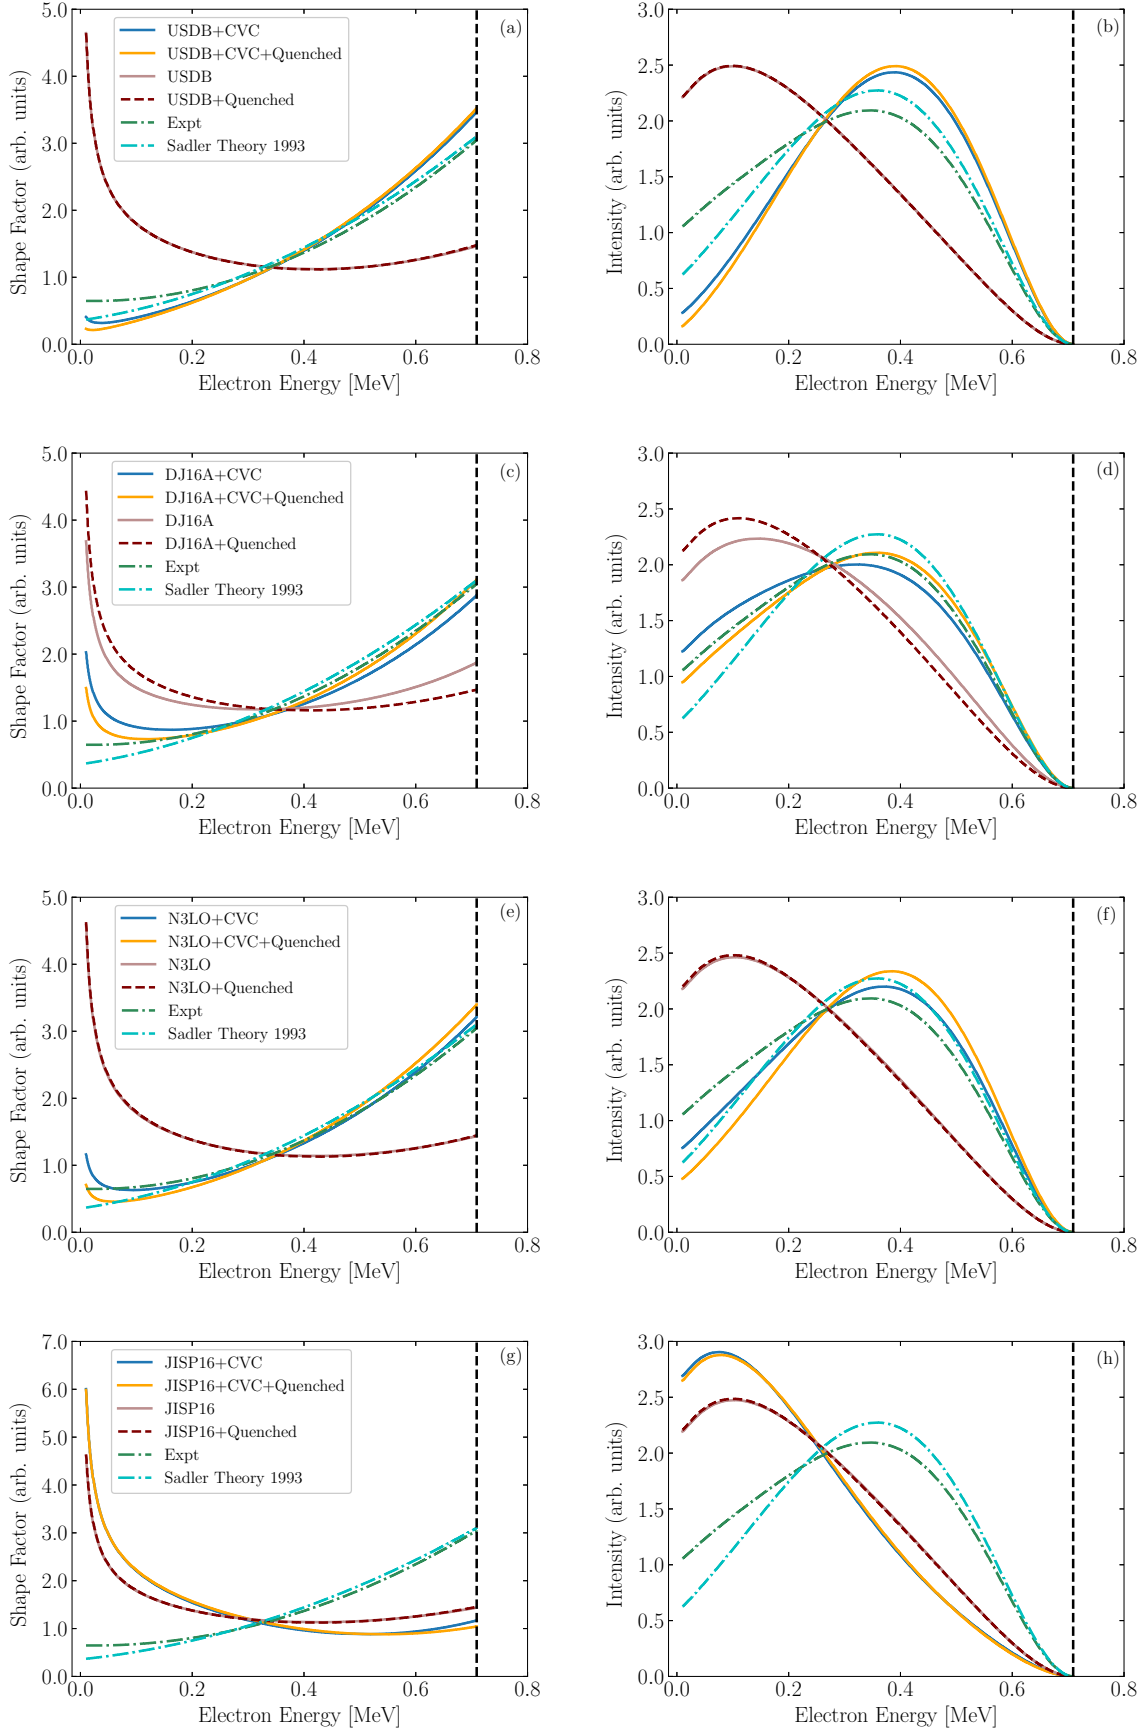 (a)
USDB+CVC
USDB+CVC+Quenched
USDB
USDB+Quenched
Expt
Sadler Theory 1993
Shape Factor (arb. units)
5.0
4.0
3.0
2.0
1.0
0.0
0.0 0.2 0.4 0.6 0.8
Electron Energy [MeV]
(b)
Intensity (arb. units)
3.0
2.5
2.0
1.5
1.0
0.5
0.0
0.0 0.2 0.4 0.6 0.8
Electron Energy [MeV]
(c)
DJ16A+CVC
DJ16A+CVC+Quenched
DJ16A
DJ16A+Quenched
Expt
Sadler Theory 1993
Shape Factor (arb. units)
5.0
4.0
3.0
2.0
1.0
0.0
0.0 0.2 0.4 0.6 0.8
Electron Energy [MeV]
(d)
Intensity (arb. units)
3.0
2.5
2.0
1.5
1.0
0.5
0.0
0.0 0.2 0.4 0.6 0.8
Electron Energy [MeV]
(e)
N3LO+CVC
N3LO+CVC+Quenched
N3LO
N3LO+Quenched
Expt
Sadler Theory 1993
Shape Factor (arb. units)
5.0
4.0
3.0
2.0
1.0
0.0
0.0 0.2 0.4 0.6 0.8
Electron Energy [MeV]
(f)
Intensity (arb. units)
3.0
2.5
2.0
1.5
1.0
0.5
0.0
0.0 0.2 0.4 0.6 0.8
Electron Energy [MeV]
(g)
JISP16+CVC
JISP16+CVC+Quenched
JISP16
JISP16+Quenched
Expt
Sadler Theory 1993
Shape Factor (arb. units)
7.0
6.0
5.0
4.0
3.0
2.0
1.0
0.0
0.0 0.2 0.4 0.6 0.8
Electron Energy [MeV]
(h)
Intensity (arb. units)
3.0
2.5
2.0
1.5
1.0
0.5
0.0
0.0 0.2 0.4 0.6 0.8
Electron Energy [MeV]